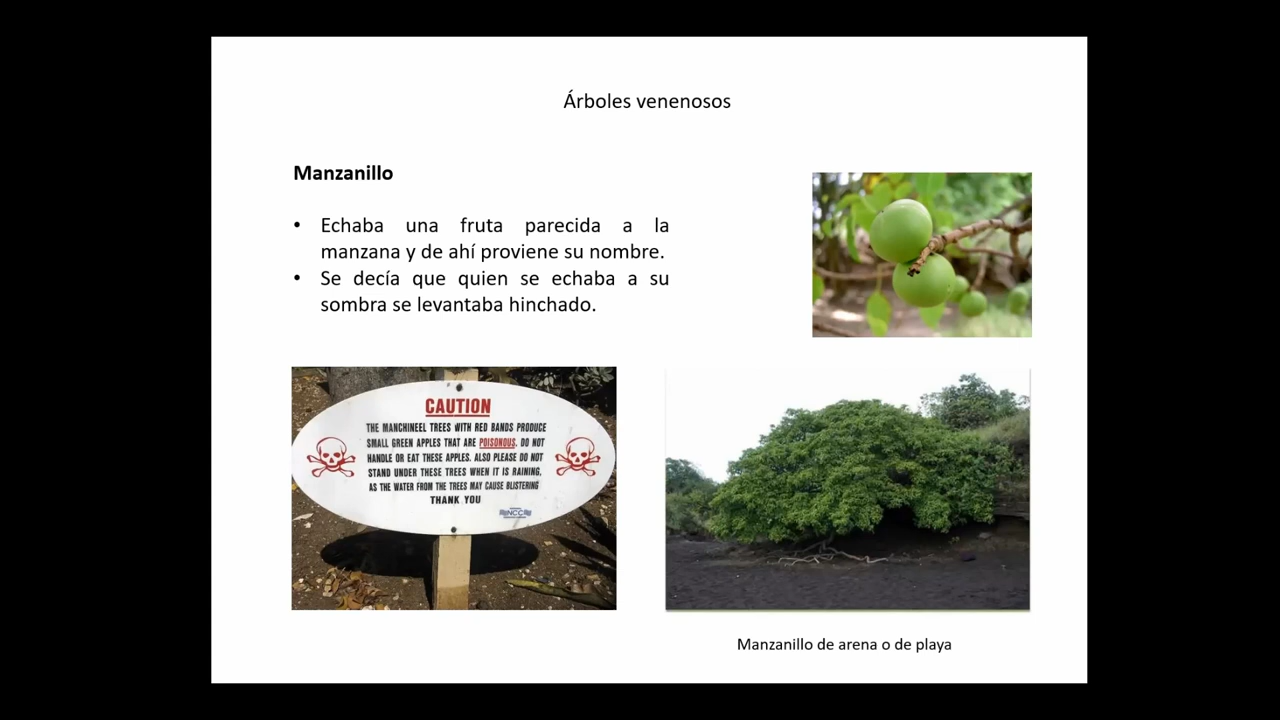 Árboles venenosos
Manzanillo
• Echaba una fruta parecida a la
manzana y de ahí proviene su nombre.
• Se decía que quien se echaba a su
sombra se levantaba hinchado.
CAUTION
THE MANCHINEEL TREES WITH RED BANDS PRODUCE
SMALL GREEN APPLES THAT ARE POISONOUS. DO NOT
HANDLE OR EAT THESE APPLES. ALSO PLEASE DO NOT
STAND UNDER THESE TREES WHEN IT IS RAINING,
AS THE WATER FROM THE TREES MAY CAUSE BLISTERING
THANK YOU
NCC
Manzanillo de arena o de playa